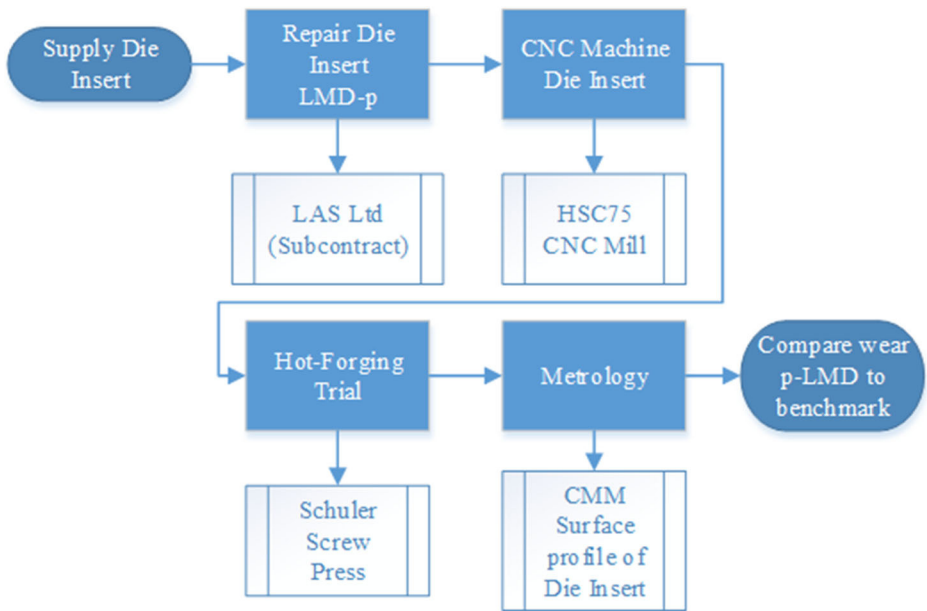 Supply Die
Insert
Repair Die
Insert
LMD-p
CNC Machine
Die Insert
LAS Ltd
(Subcontract)
HSC75
CNC Mill
Hot-Forging
Trial
Metrology
Compare wear
p-LMD to
benchmark
Schuler
Screw
Press
CMM
Surface
profile of
Die Insert